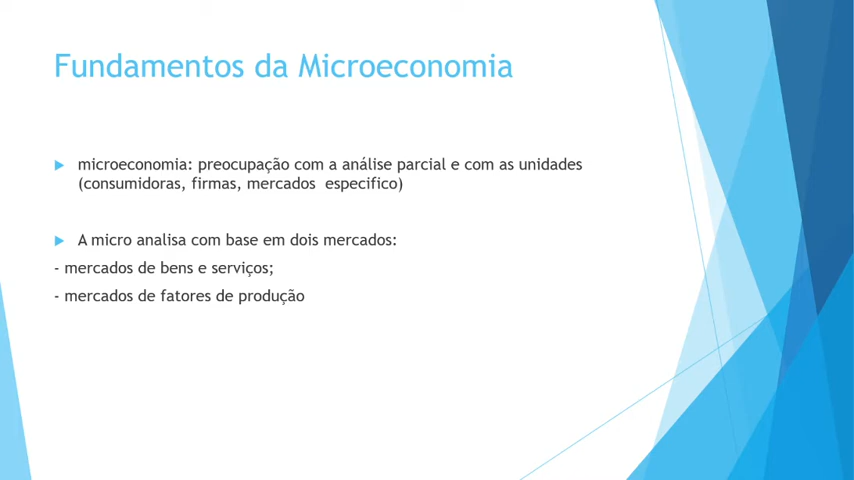 Fundamentos da Microeconomia
microeconomia: preocupação com a análise parcial e com as unidades
(consumidoras, firmas, mercados  especifico)
A micro analisa com base em dois mercados:
- mercados de bens e serviços;
- mercados de fatores de produção